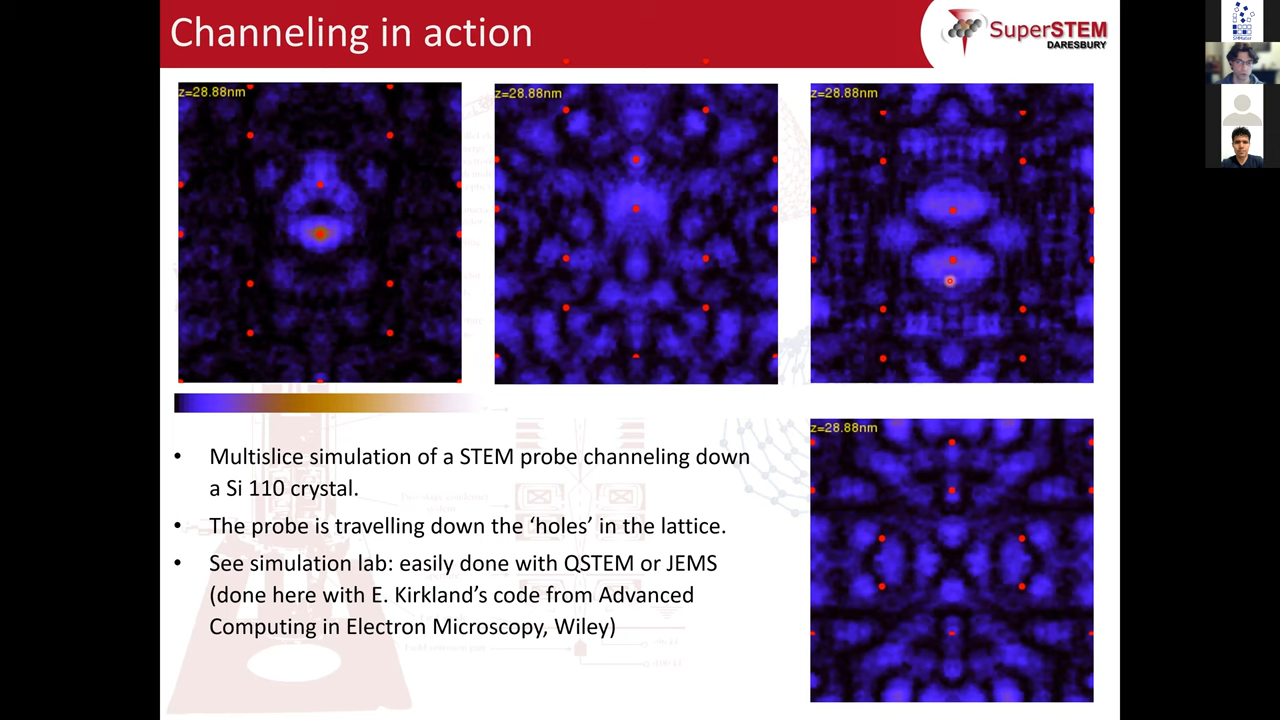 Channeling in action
SuperSTEM
DARESBURY
z=28.88nm
z=28.88nm
z=28.88nm
z=28.88nm
• Multislice simulation of a STEM probe channeling down
a Si 110 crystal.
• The probe is travelling down the ‘holes’ in the lattice.
• See simulation lab: easily done with QSTEM or JEMS
(done here with E. Kirkland’s code from Advanced
Computing in Electron Microscopy, Wiley)